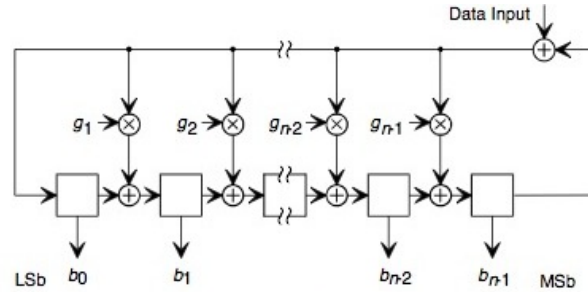 Data Input
g1 g2 gn-2 gn-1
LSb b0 b1 bn-2 bn-1 MSb